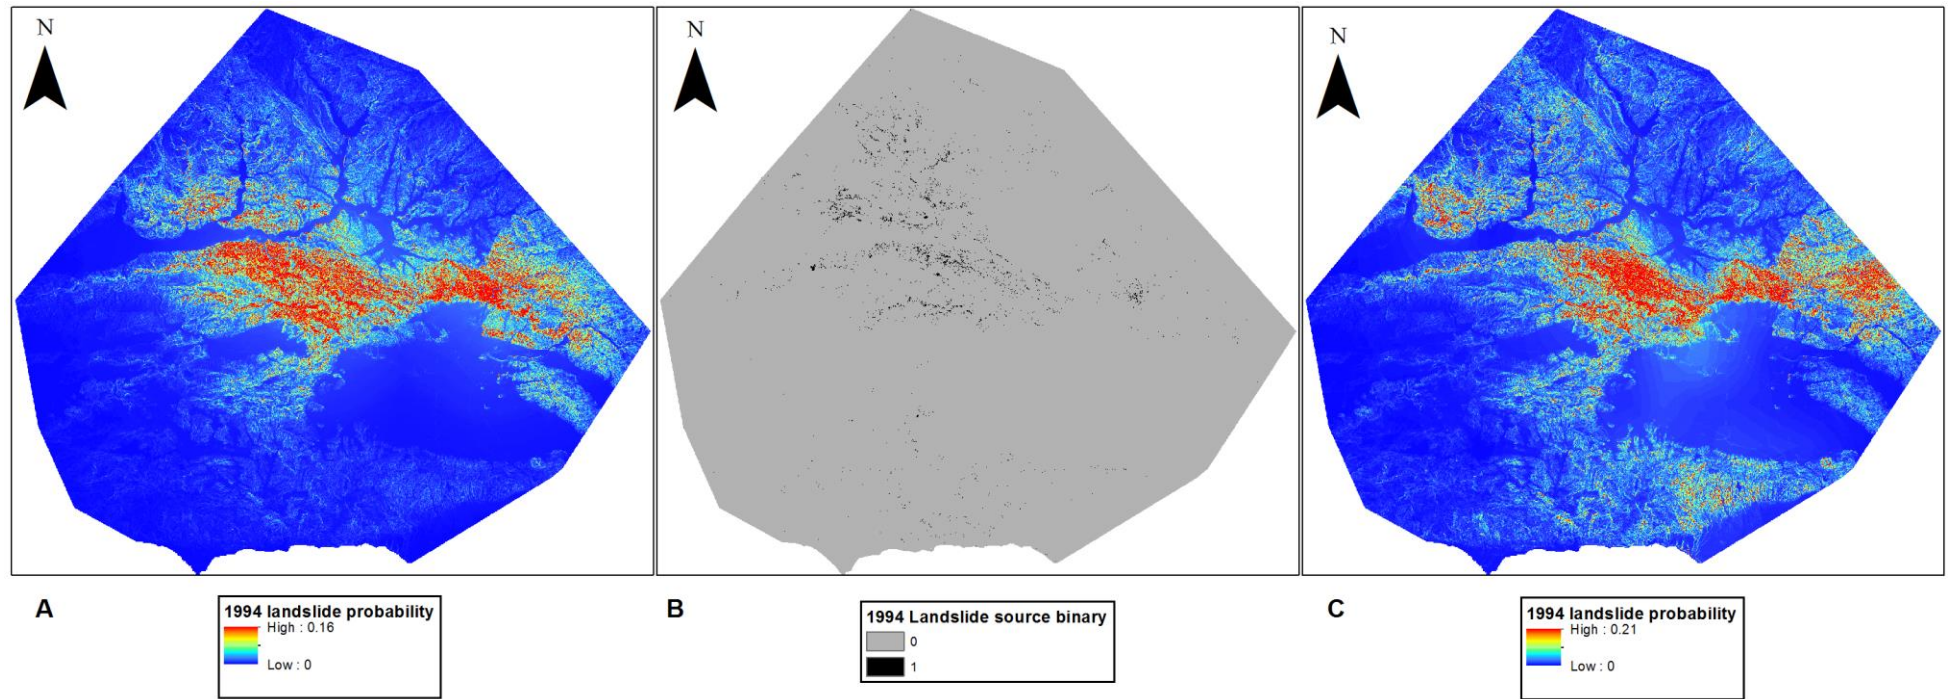 N
N
N
A
1994 landslide probability
High : 0.16
Low : 0
B
1994 Landslide source binary
0
1
C
1994 landslide probability
High : 0.21
Low : 0